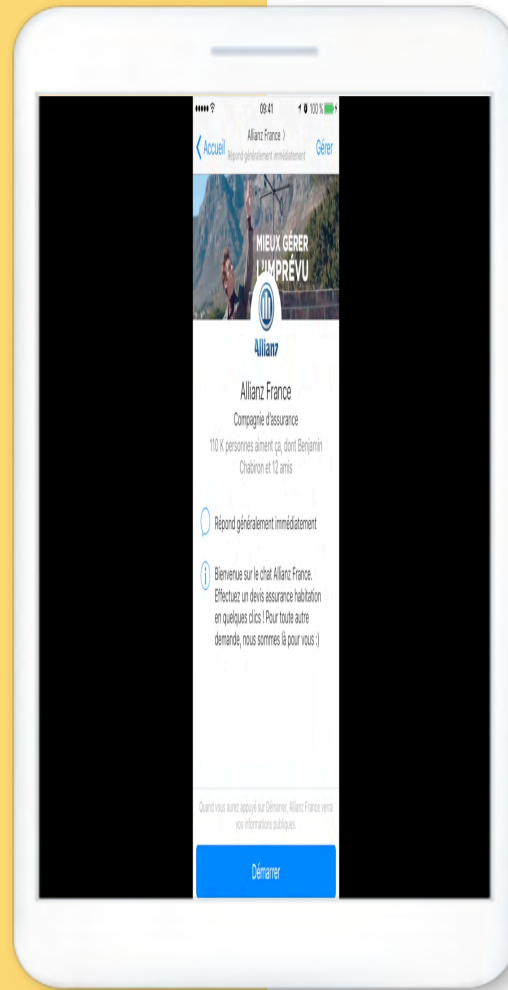 09:41
100 %
Accueil
Allianz France
Répond généralement immédiatement
Gérer
MIEUX GÉRER
L'IMPRÉVU
Allianz
Allianz France
Compagnie d'assurance
110 K personnes aiment ça, dont Benjamin
Chabiron et 12 amis
Répond généralement immédiatement
Bienvenue sur le chat Allianz France.
Effectuez un devis assurance habitation
en quelques clics ! Pour toute autre
demande, nous sommes là pour vous :)
Quand vous aurez appuyé sur Démarrer, Allianz France verra
vos informations publiques.
Démarrer